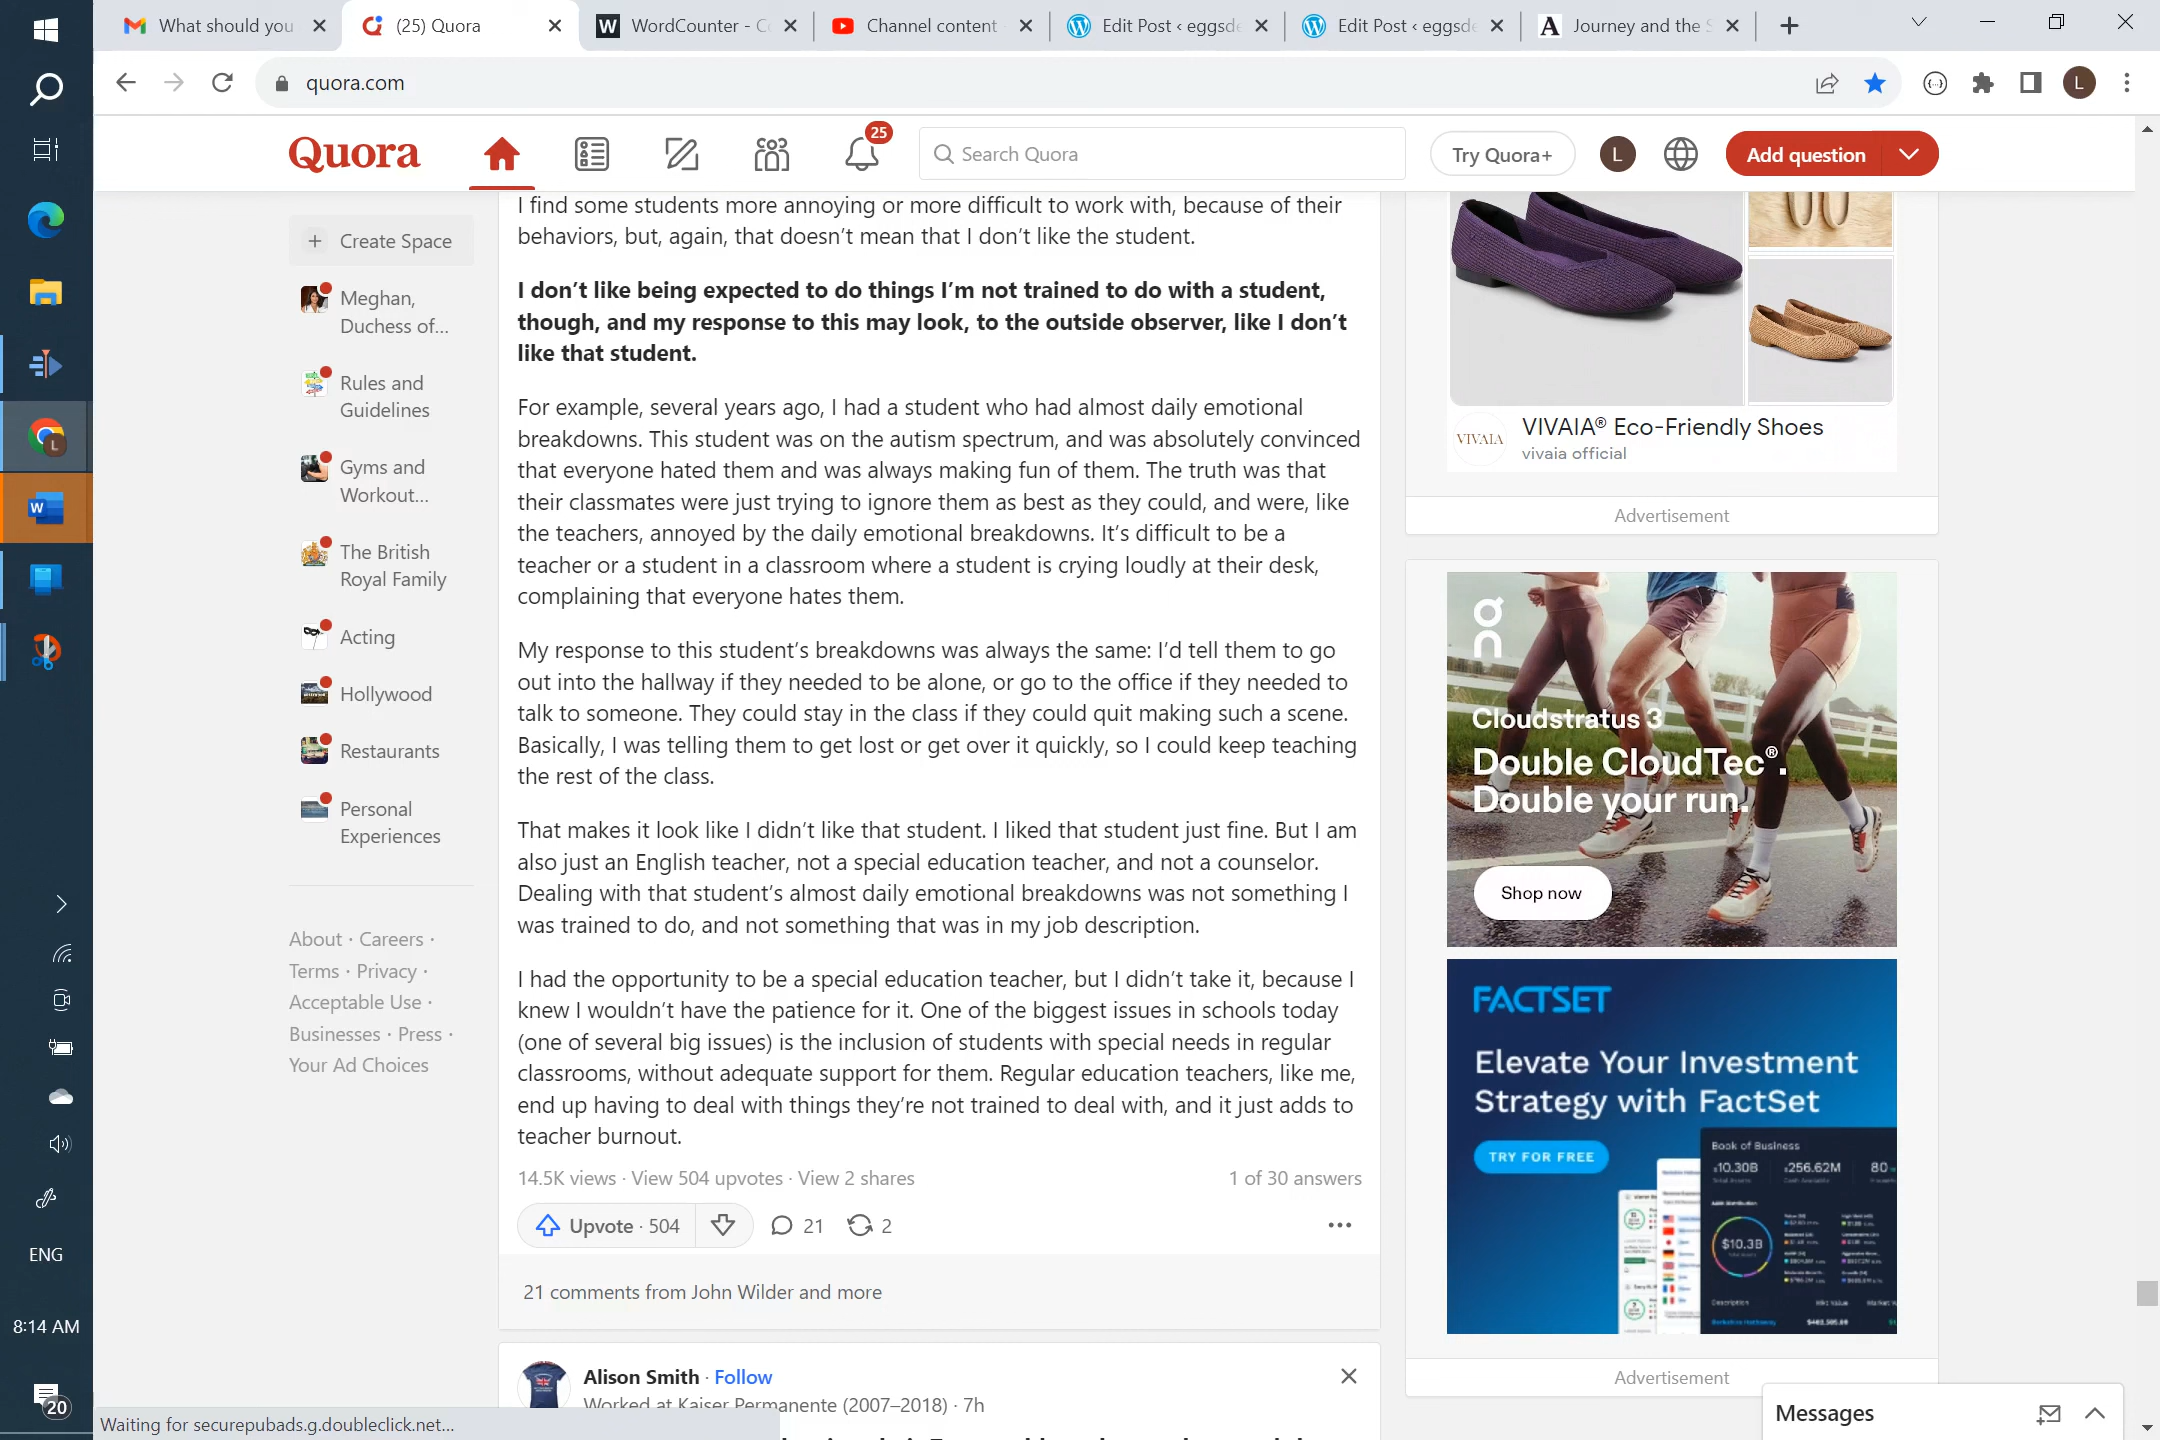 What should you
(25) Quora
WordCounter - Co
Channel content
Edit Post ‹ eggsde
Edit Post ‹ eggsde
Journey and the S
quora.com
L
Quora
25
Search Quora
Try Quora+
L
Add question
Create Space
Meghan,
Duchess of...
Rules and
Guidelines
Gyms and
Workout...
The British
Royal Family
Acting
Hollywood
Restaurants
Personal
Experiences
About · Careers ·
Terms · Privacy ·
Acceptable Use ·
Businesses · Press ·
Your Ad Choices
I find some students more annoying or more difficult to work with, because of their
behaviors, but, again, that doesn't mean that I don't like the student.
I don't like being expected to do things I'm not trained to do with a student,
though, and my response to this may look, to the outside observer, like I don't
like that student.
For example, several years ago, I had a student who had almost daily emotional
breakdowns. This student was on the autism spectrum, and was absolutely convinced
that everyone hated them and was always making fun of them. The truth was that
their classmates were just trying to ignore them as best as they could, and were, like
the teachers, annoyed by the daily emotional breakdowns. It's difficult to be a
teacher or a student in a classroom where a student is crying loudly at their desk,
complaining that everyone hates them.
My response to this student's breakdowns was always the same: I'd tell them to go
out into the hallway if they needed to be alone, or go to the office if they needed to
talk to someone. They could stay in the class if they could quit making such a scene.
Basically, I was telling them to get lost or get over it quickly, so I could keep teaching
the rest of the class.
That makes it look like I didn't like that student. I liked that student just fine. But I am
also just an English teacher, not a special education teacher, and not a counselor.
Dealing with that student's almost daily emotional breakdowns was not something I
was trained to do, and not something that was in my job description.
I had the opportunity to be a special education teacher, but I didn't take it, because I
knew I wouldn't have the patience for it. One of the biggest issues in schools today
(one of several big issues) is the inclusion of students with special needs in regular
classrooms, without adequate support for them. Regular education teachers, like me,
end up having to deal with things they're not trained to deal with, and it just adds to
teacher burnout.
14.5K views · View 504 upvotes · View 2 shares
1 of 30 answers
Upvote · 504
21
2
21 comments from John Wilder and more
Alison Smith · Follow
Worked at Kaiser Permanente (2007–2018) · 7h
VIVAIA
VIVAIA® Eco-Friendly Shoes
vivaia official
Advertisement
on
Cloudstratus 3
Double CloudTec®.
Double your run.
Shop now
FACTSET
Elevate Your Investment
Strategy with FactSet
TRY FOR FREE
Book of Business
10.30B
256.62M
80
$10.3B
Advertisement
Messages
ENG
8:14 AM
20
Waiting for securepubads.g.doubleclick.net...